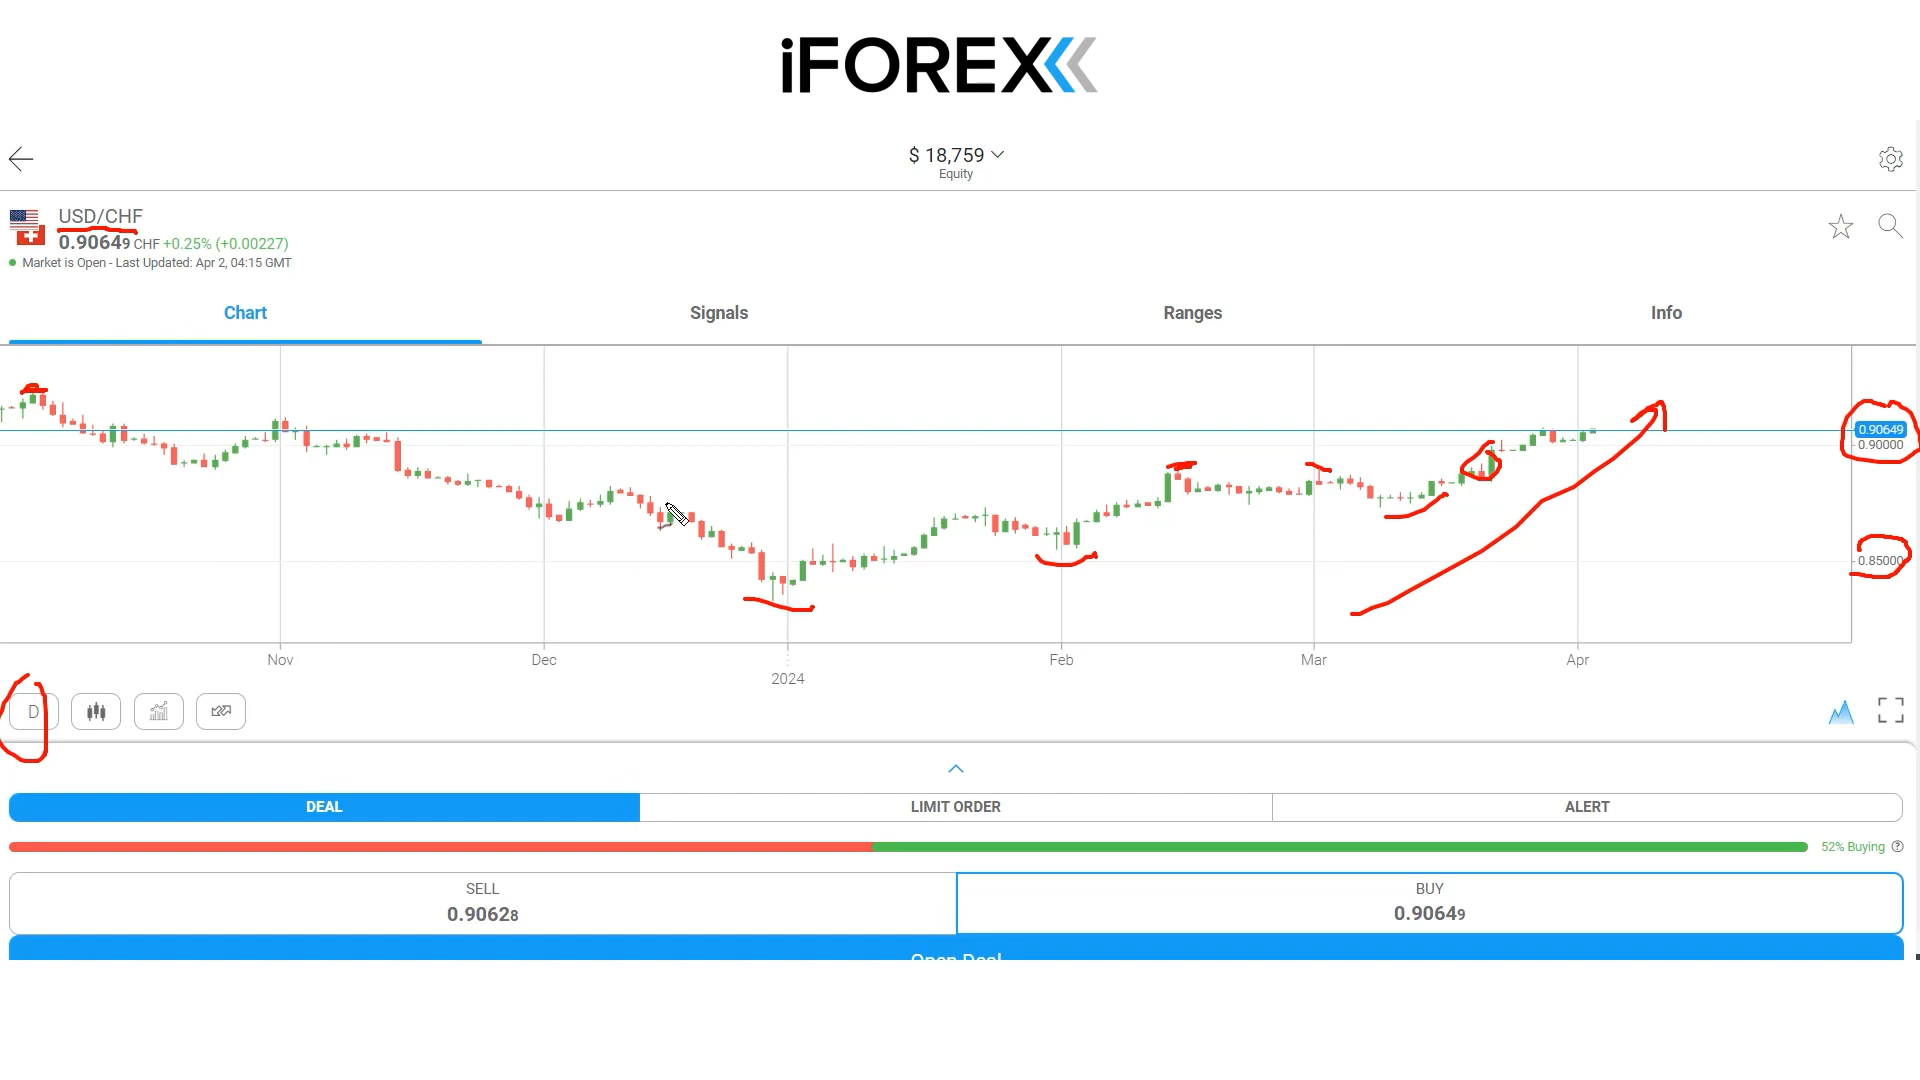 iFOREX
$ 18,759
Equity
USD/CHF
0.90649 CHF +0.25% (+0.00227)
Market is Open - Last Updated: Apr 2, 04:15 GMT
Chart
Signals
Ranges
Info
0.90649
0.90000
0.85000
Nov
Dec
2024
Feb
Mar
Apr
D
DEAL
LIMIT ORDER
ALERT
52% Buying
SELL
0.90628
BUY
0.90649
Open Deal